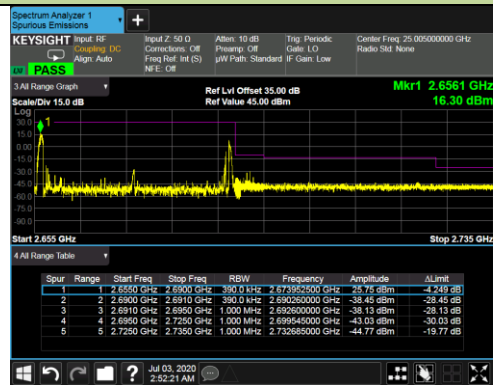 Spectrum Analyzer 1
Spurious Emissions
+
KEYSIGHT Input: RF Input Z: 50 Ω Atten: 10 dB Trig: Periodic Center Freq: 25.005000000 GHz
Coupling: DC Corrections: Off Preamp: Off Gate: LO Radio Std: None
Align: Auto Freq Ref: Int (S) µW Path: Standard IF Gain: Low
NFE: Off
PASS
3 All Range Graph Ref Lvl Offset 35.00 dB Mkr1 2.6561 GHz
Scale/Div 15.0 dB Ref Value 45.00 dBm 16.30 dBm
Log
30.0
15.0
0.00
-15.0
-30.0
-45.0
-60.0
-75.0
-90.0
1
Start 2.655 GHz Stop 2.735 GHz
4 All Range Table
Spur Range Start Freq Stop Freq RBW Frequency Amplitude ΔLimit
1 1 2.6550 GHz 2.6900 GHz 390.0 kHz 2.673952500 GHz 25.75 dBm -4.249 dB
2 2 2.6900 GHz 2.6910 GHz 390.0 kHz 2.690260000 GHz -38.45 dBm -28.45 dB
3 3 2.6910 GHz 2.6950 GHz 1.000 MHz 2.692600000 GHz -38.13 dBm -28.13 dB
4 4 2.6950 GHz 2.7250 GHz 1.000 MHz 2.699545000 GHz -43.03 dBm -30.03 dB
5 5 2.7250 GHz 2.7350 GHz 1.000 MHz 2.732685000 GHz -44.77 dBm -19.77 dB
? Jul 03, 2020
2:52:21 AM